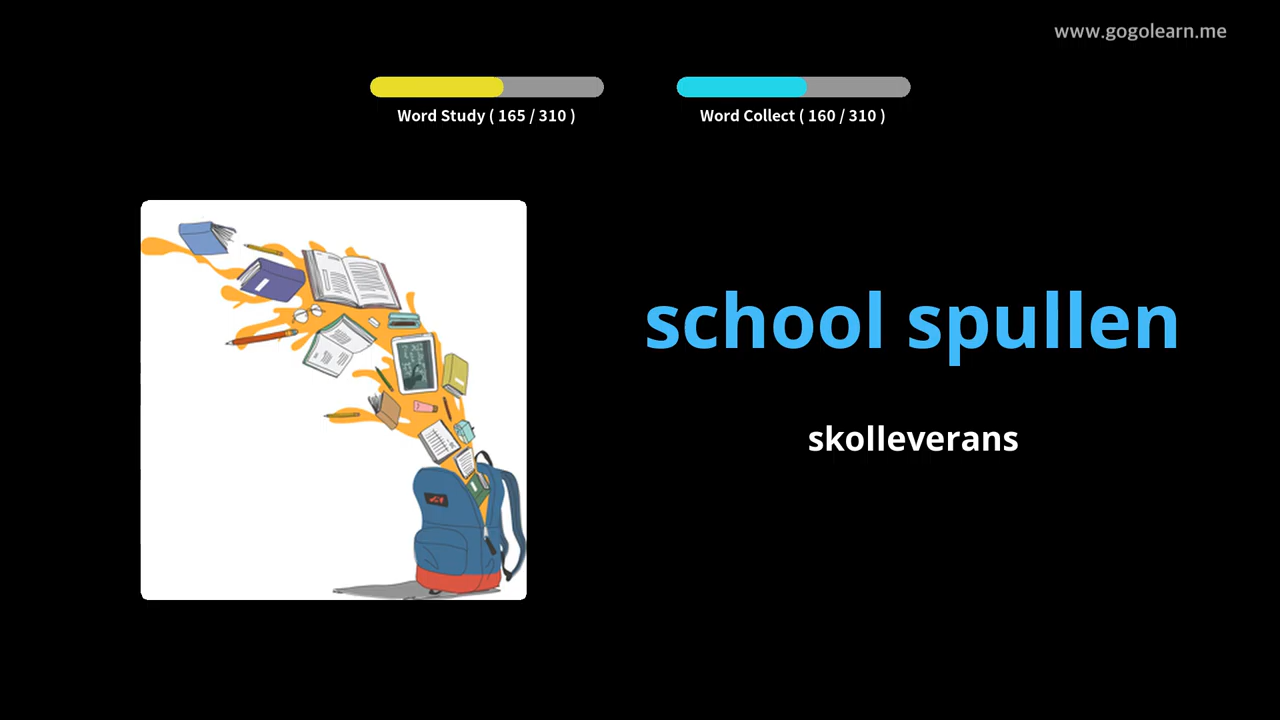 www.gogolearn.me
Word Study ( 165 / 310 )
Word Collect ( 160 / 310 )
school spullen
skolleverans